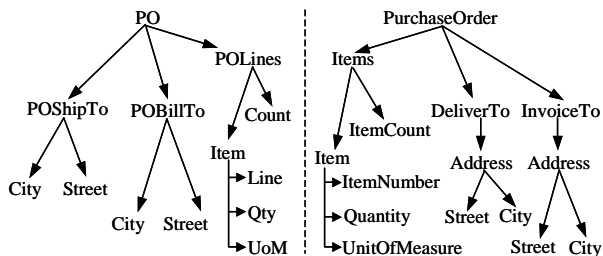 PO
POLines
POShipTo
POBillTo
Count
Item
City
Street
Line
City
Street
Qty
UoM
PurchaseOrder
Items
DeliverTo
InvoiceTo
ItemCount
Item
Address
Address
ItemNumber
Street
City
Quantity
UnitOfMeasure
Street
City